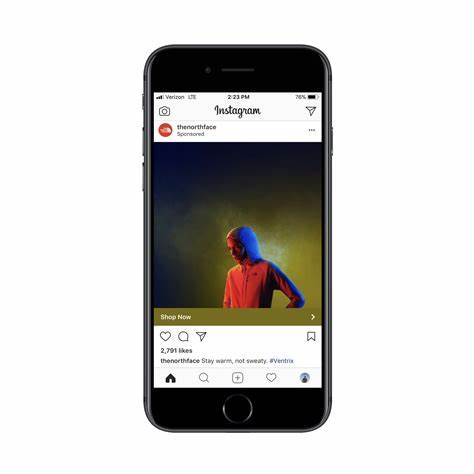 Verizon LTE 2:23 PM 76%
Instagram
thenorthface
Sponsored
Shop Now
2,791 likes
thenorthface Stay warm, not sweaty. #Ventrix